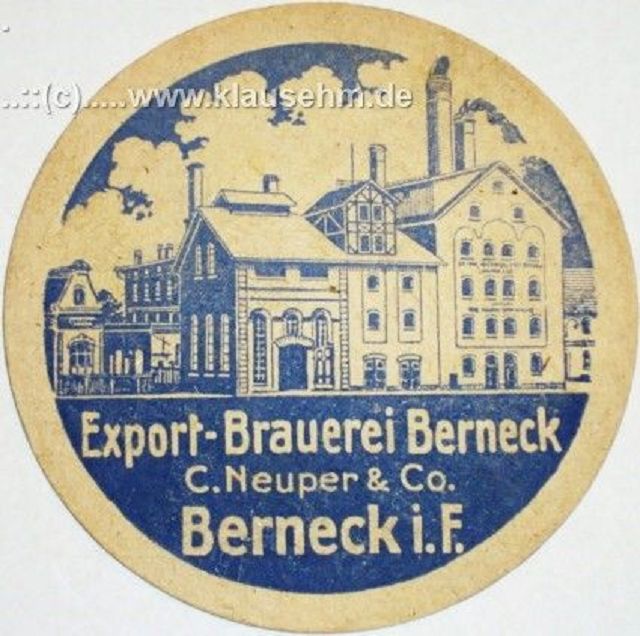 ..::(c).....www.klausehm.de
Export-Brauerei Berneck
C. Neuper & Co.
Berneck i. F.